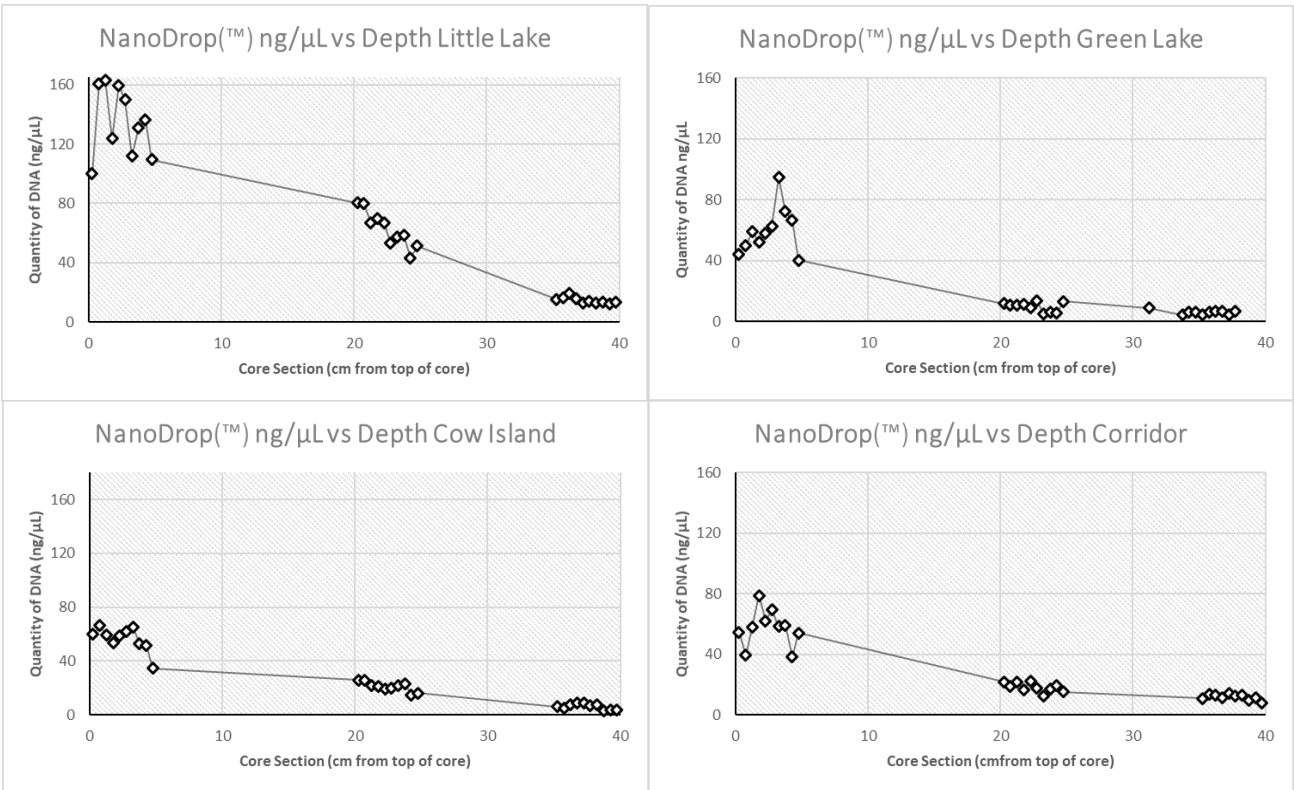 NanoDrop(™) ng/µL vs Depth Little Lake
Quantity of DNA (ng/µL)
160
120
80
40
0
0 10 20 30 40
Core Section (cm from top of core)
NanoDrop(™) ng/µL vs Depth Green Lake
Quantity of DNA ng/µL
160
120
80
40
0
0 10 20 30 40
Core Section (cm from top of core)
NanoDrop(™) ng/µL vs Depth Cow Island
Quantity of DNA (ng/µL)
160
120
80
40
0
0 10 20 30 40
Core Section (cm from top of core)
NanoDrop(™) ng/µL vs Depth Corridor
Quantity of DNA (ng/µL)
160
120
80
40
0
0 10 20 30 40
Core Section (cmfrom top of core)